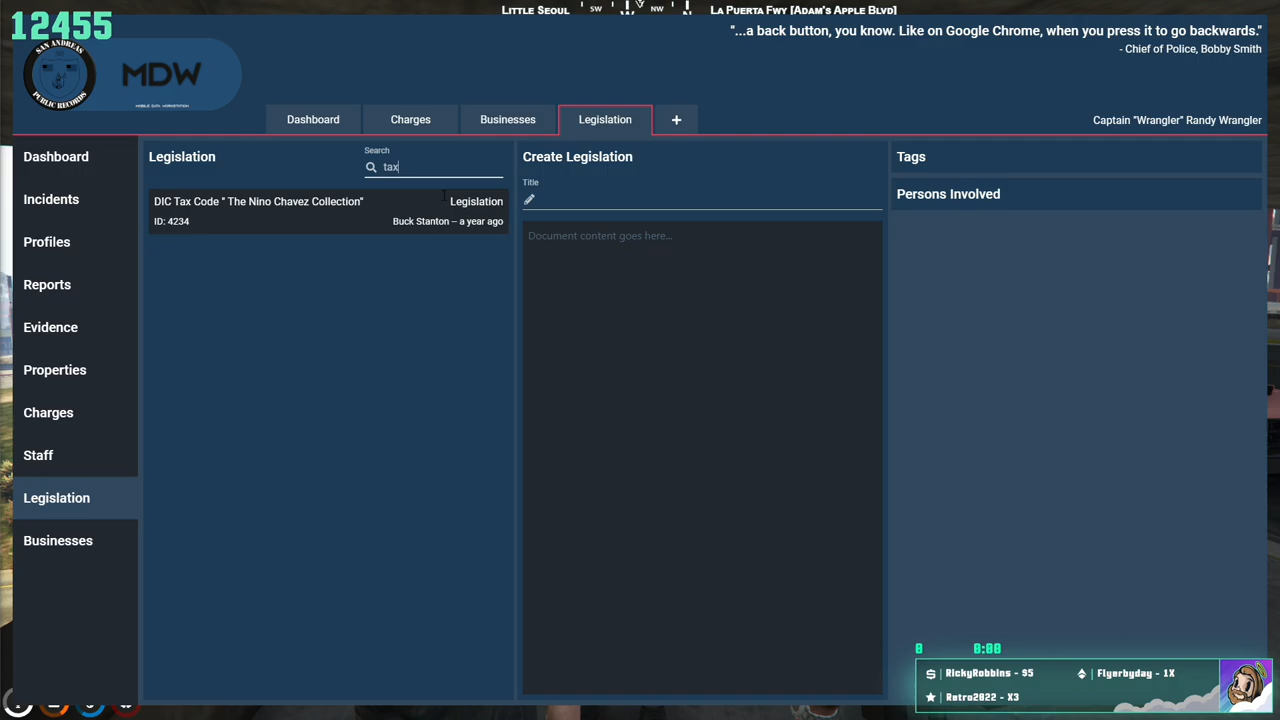 12455
LITTLE SEOUL
SW
NW
LA PUERTA FWY [ADAM'S APPLE BLVD]
"...a back button, you know. Like on Google Chrome, when you press it to go backwards."
- Chief of Police, Bobby Smith
SAN ANDREAS
PUBLIC RECORDS
MDW
MOBILE DATA WORKSTATION
Dashboard
Charges
Businesses
Legislation
+
Captain "Wrangler" Randy Wrangler
Dashboard
Incidents
Profiles
Reports
Evidence
Properties
Charges
Staff
Legislation
Businesses
Legislation
Search
tax
DIC Tax Code " The Nino Chavez Collection"
Legislation
ID: 4234
Buck Stanton – a year ago
Create Legislation
Title
Document content goes here...
Tags
Persons Involved
0
0:00
RickyRobbins - 95
Flyerbyday - 1X
Retro2022 - X3